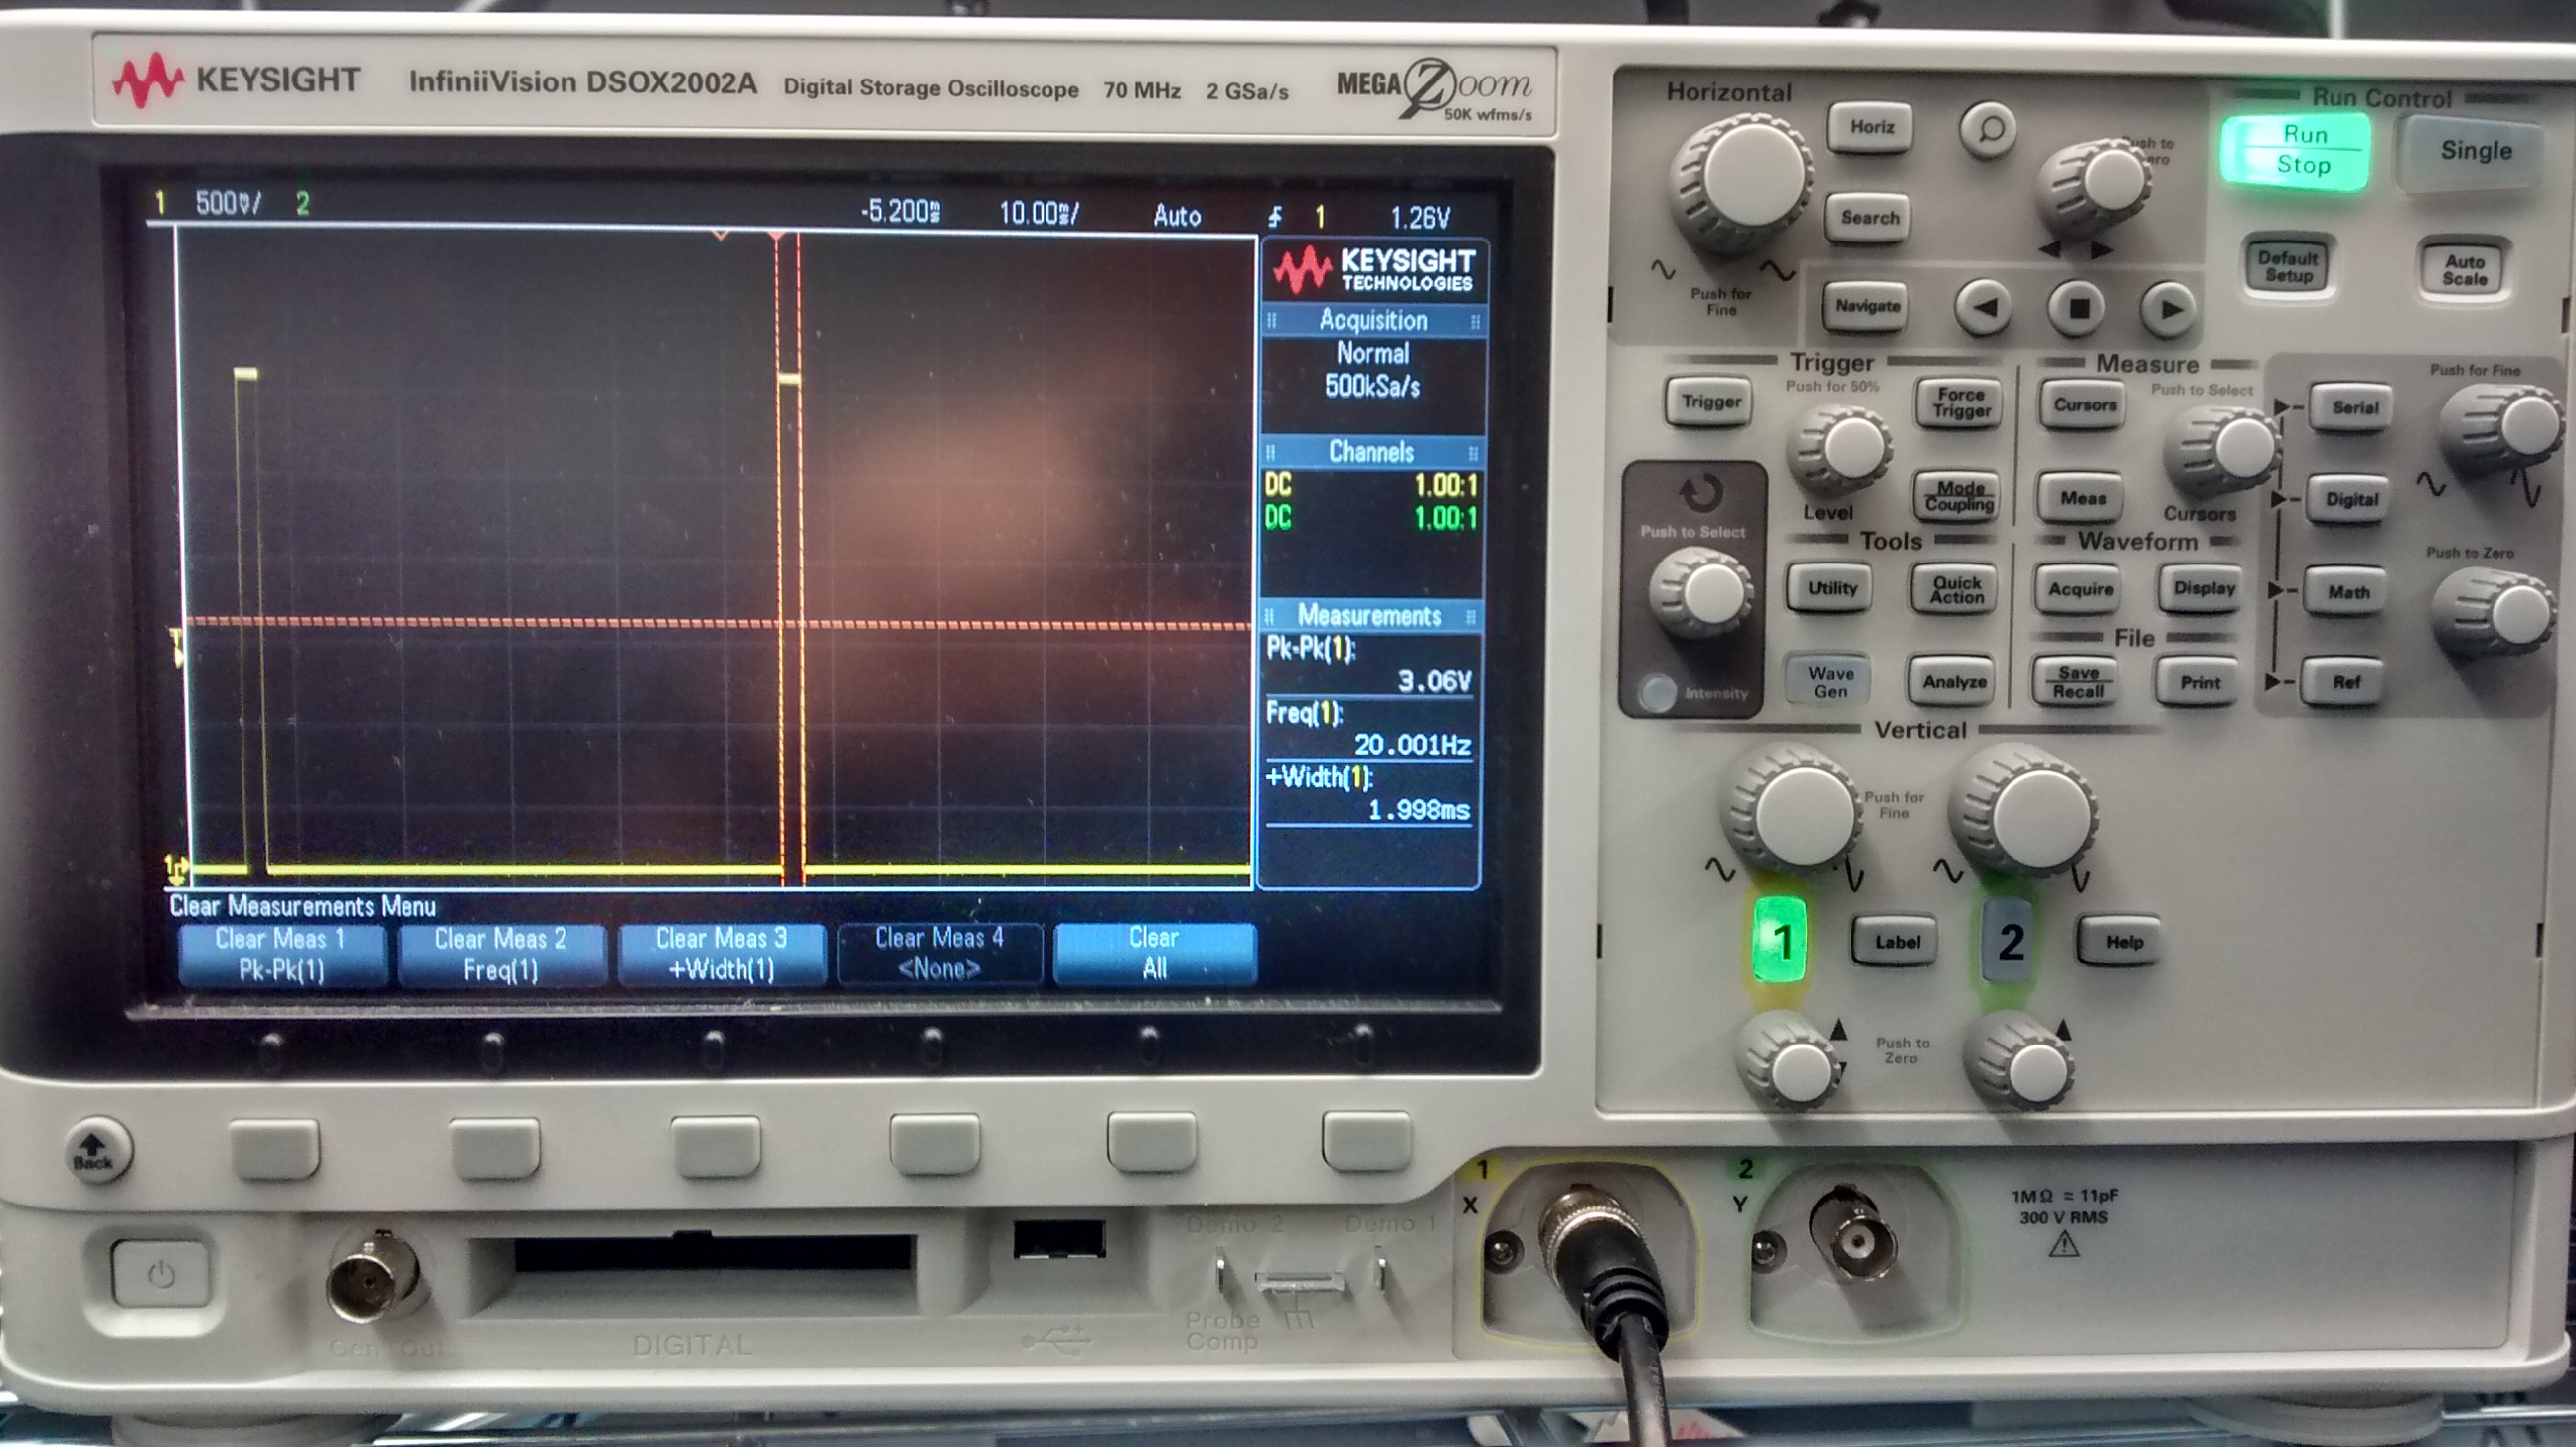 KEYSIGHT InfiniiVision DSOX2002A Digital Storage Oscilloscope 70 MHz 2 GSa/s MEGA Zoom
50K wfms/s
1 500V/ 2 -5.200ms 10.00ms/ Auto 1 1.26V
KEYSIGHT
TECHNOLOGIES
Acquisition
Normal
500kSa/s
Channels
DC 1.00:1
DC 1.00:1
Measurements
Pk-Pk(1):
3.06V
Freq(1):
20.001Hz
+Width(1):
1.998ms
T
1
Clear Measurements Menu
Clear Meas 1
Pk-Pk(1)
Clear Meas 2
Freq(1)
Clear Meas 3
+Width(1)
Clear Meas 4
<None>
Clear
All
Back
Horizontal
Horiz
Search
Navigate
Push for
Fine
Run Control
Run
Stop
Single
Default
Setup
Auto
Scale
Trigger
Push for 50%
Trigger
Force
Trigger
Mode
Coupling
Level
Measure
Cursors
Push to Select
Meas
Cursors
Push for Fine
Serial
Digital
Push to Zero
Math
Ref
Push to Select
Intensity
Tools
Utility
Quick
Action
Wave
Gen
Analyze
Waveform
Acquire
Display
File
Save
Recall
Print
Vertical
Push for
Fine
1
Label
2
Help
Push to
Zero
Gen Out
DIGITAL
Demo 2
Demo 1
Probe
Comp
1
X
2
Y
1MΩ ≈ 11pF
300 V RMS